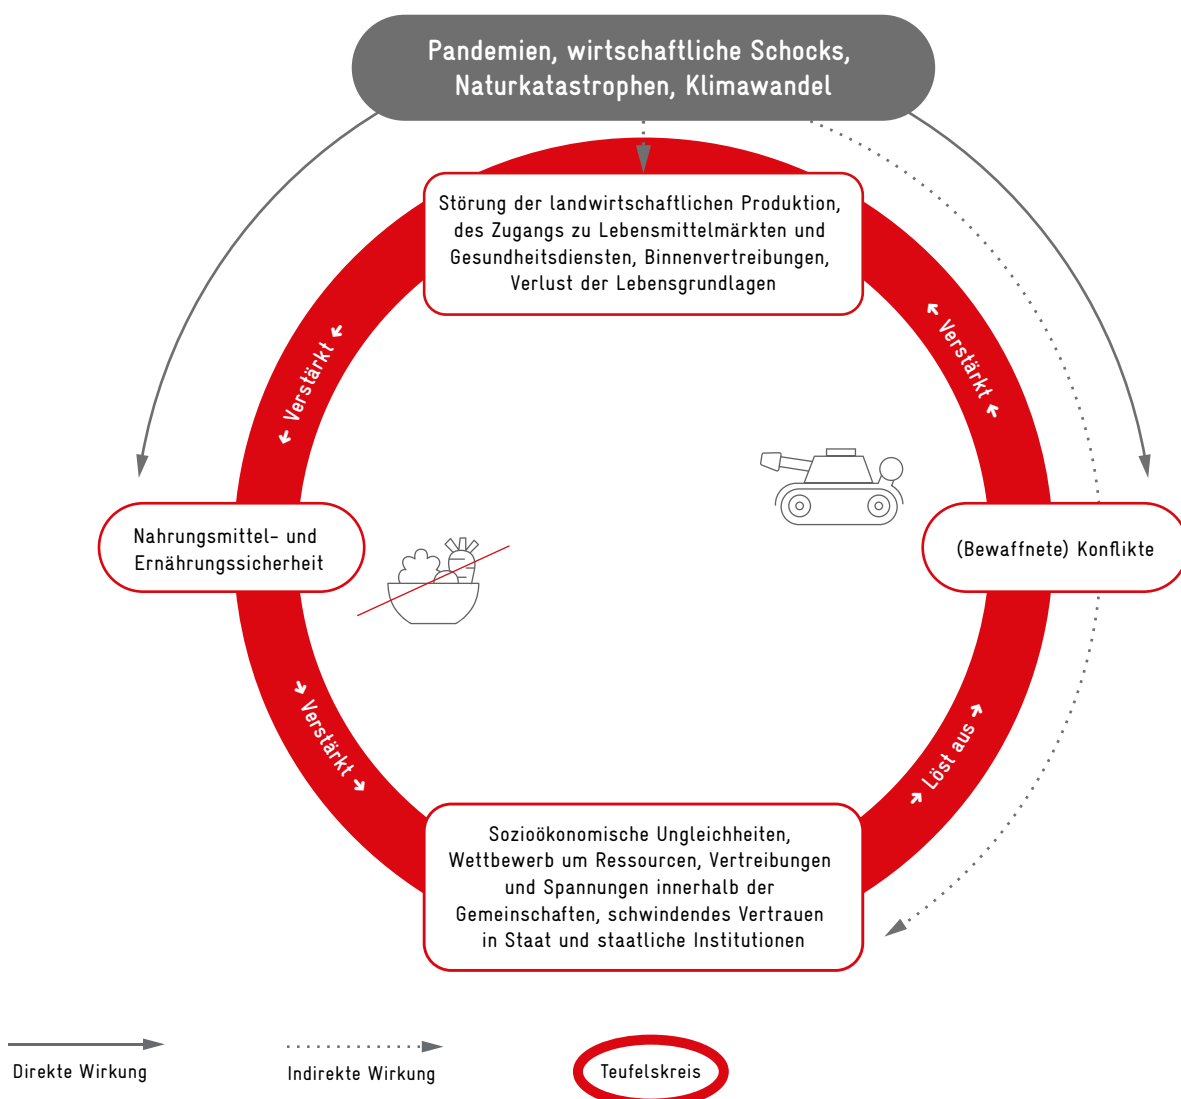 Pandemien, wirtschaftliche Schocks,
Naturkatastrophen, Klimawandel
Störung der landwirtschaftlichen Produktion,
des Zugangs zu Lebensmittelmärkten und
Gesundheitsdiensten, Binnenvertreibungen,
Verlust der Lebensgrundlagen
Verstärkt
Verstärkt
Nahrungsmittel- und
Ernährungssicherheit
(Bewaffnete) Konflikte
Verstärkt
Löst aus
Sozioökonomische Ungleichheiten,
Wettbewerb um Ressourcen, Vertreibungen
und Spannungen innerhalb der
Gemeinschaften, schwindendes Vertrauen
in Staat und staatliche Institutionen
Direkte Wirkung
Indirekte Wirkung
Teufelskreis